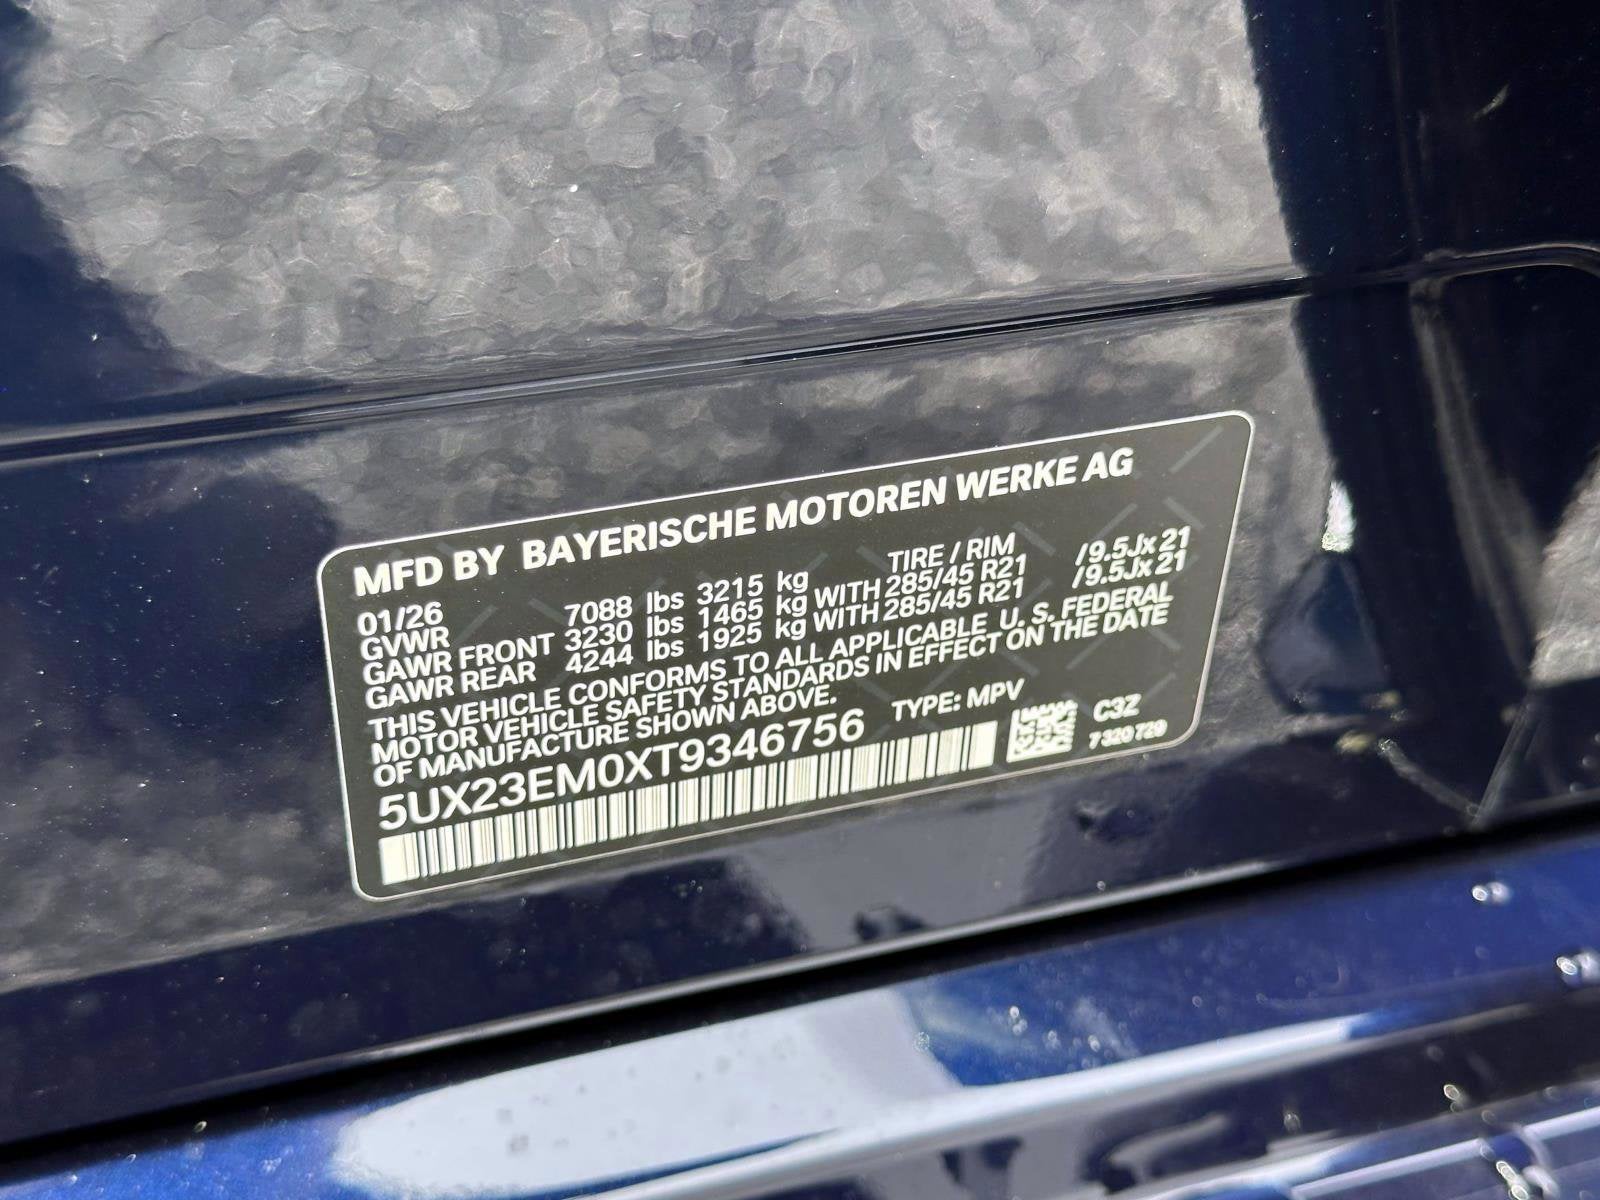 MFD BY BAYERISCHE MOTOREN WERKE AG
01/26 TIRE / RIM
GVWR 7088 lbs 3215 kg
GAWR FRONT 3230 lbs 1465 kg WITH 285/45 R21 /9.5Jx21
GAWR REAR 4244 lbs 1925 kg WITH 285/45 R21 /9.5Jx21
THIS VEHICLE CONFORMS TO ALL APPLICABLE U. S. FEDERAL
MOTOR VEHICLE SAFETY STANDARDS IN EFFECT ON THE DATE
OF MANUFACTURE SHOWN ABOVE.
5UX23EM0XT9346756 TYPE: MPV
C3Z
7 320 729